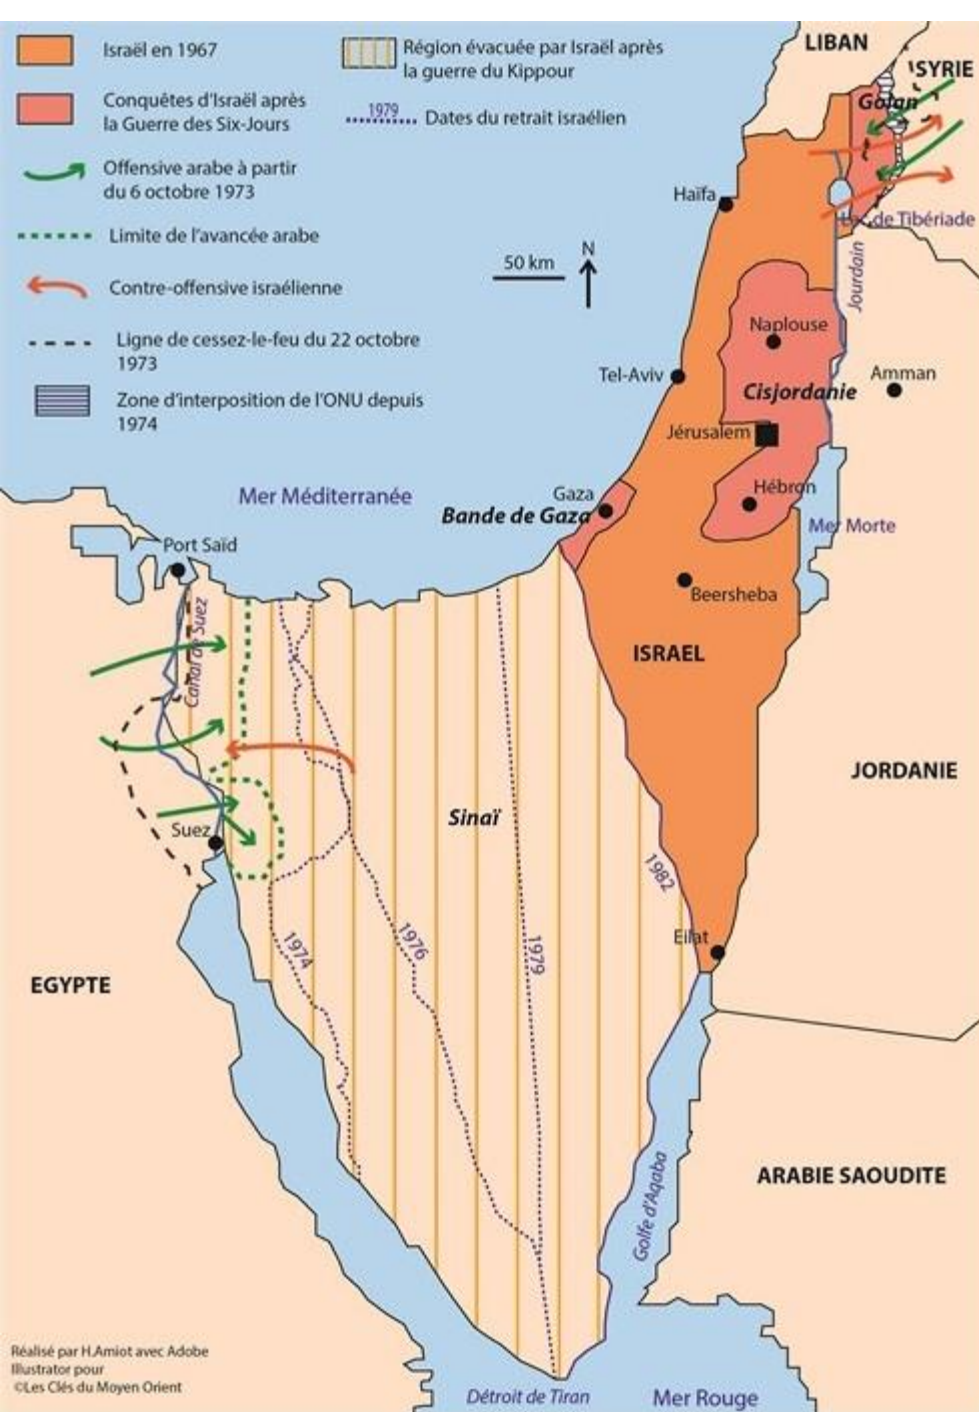 Israël en 1967
Conquêtes d'Israël après
la Guerre des Six-Jours
Offensive arabe à partir
du 6 octobre 1973
Limite de l'avancée arabe
Contre-offensive israélienne
Ligne de cessez-le-feu du 22 octobre
1973
Zone d'interposition de l'ONU depuis
1974
Région évacuée par Israël après
la guerre du Kippour
1979
Dates du retrait israélien
50 km
N
LIBAN
SYRIE
Golan
Haïfa
Lac de Tibériade
Jourdain
Naplouse
Tel-Aviv
Cisjordanie
Amman
Jérusalem
Mer Méditerranée
Gaza
Bande de Gaza
Hébron
Mer Morte
Port Saïd
Beersheba
Canal de Suez
ISRAEL
JORDANIE
Sinaï
Suez
1982
Eilat
1974
1976
1979
EGYPTE
ARABIE SAOUDITE
Golfe d'Aqaba
Réalisé par H.Amiot avec Adobe
Illustrator pour
©Les Clés du Moyen Orient
Détroit de Tiran
Mer Rouge